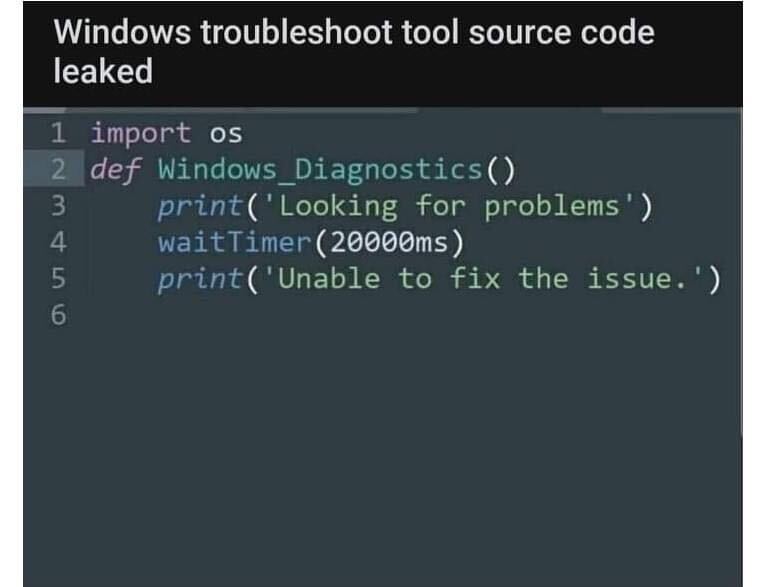 Windows troubleshoot tool source code
leaked
1 import os
2 def Windows_Diagnostics()
3     print('Looking for problems')
4     waitTimer(20000ms)
5     print('Unable to fix the issue.')
6